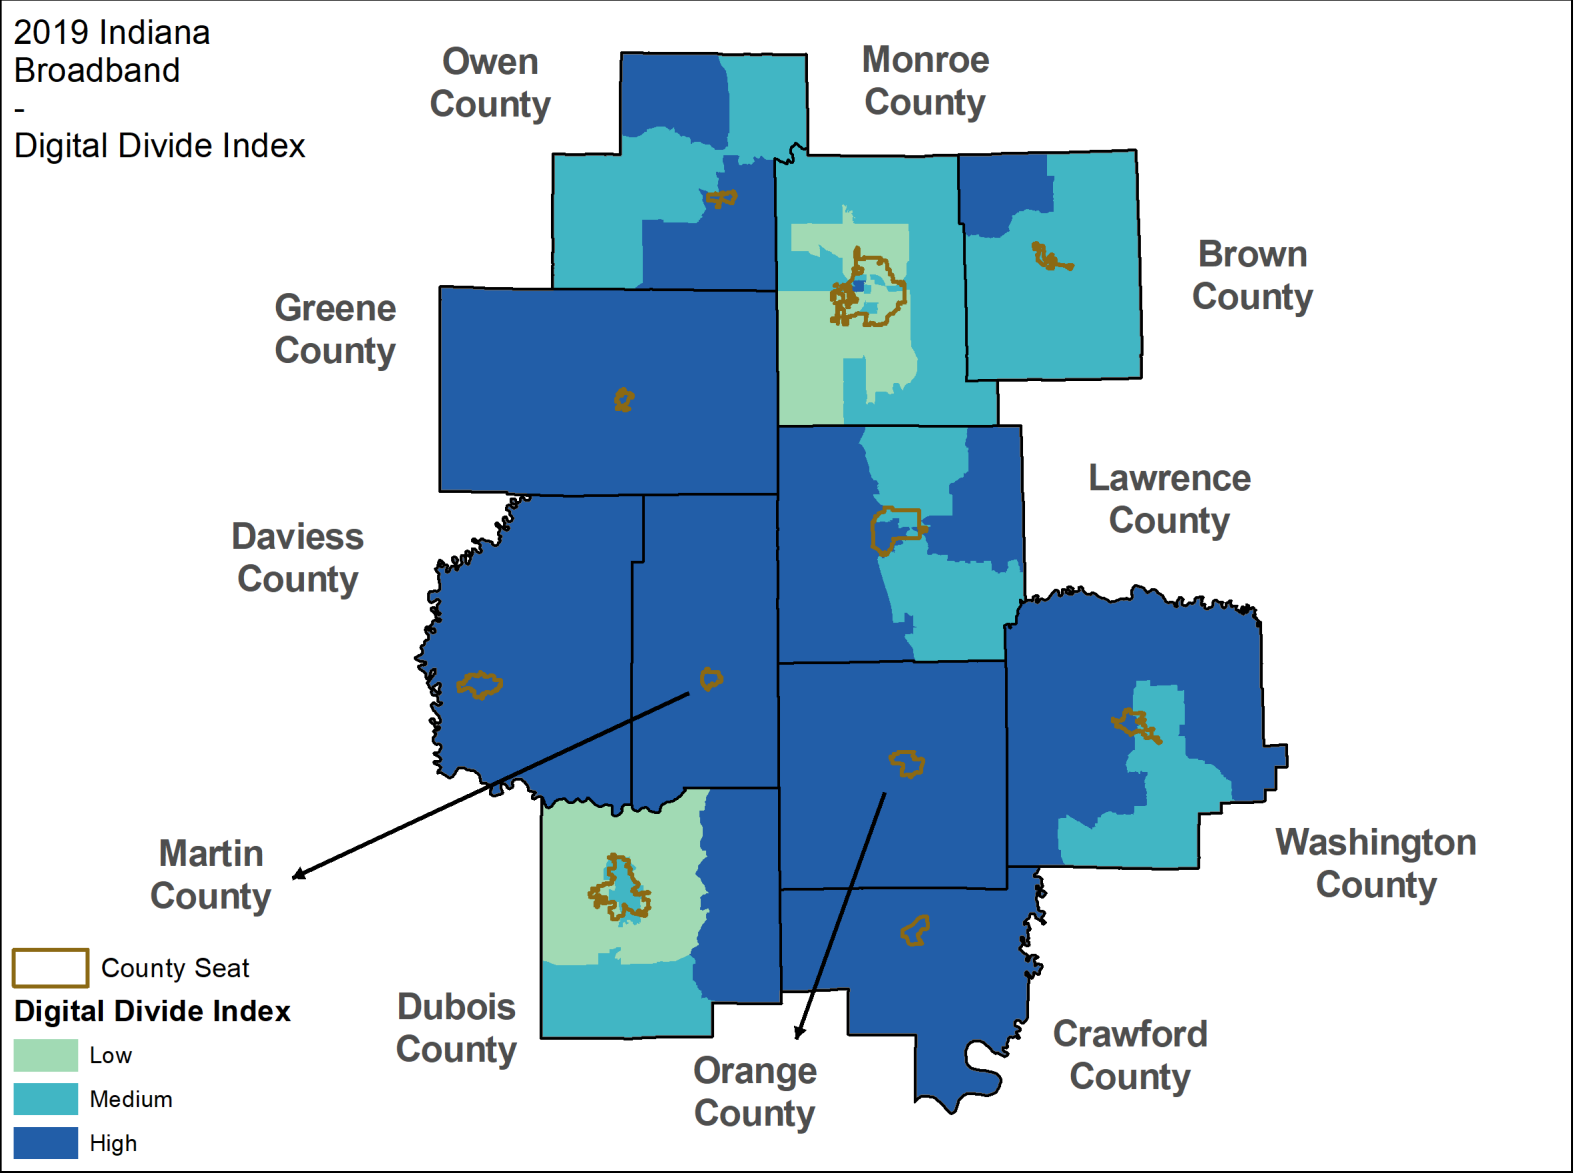 2019 Indiana
Broadband
-
Digital Divide Index
Owen
County
Monroe
County
Brown
County
Greene
County
Lawrence
County
Daviess
County
Martin
County
Washington
County
Dubois
County
Orange
County
Crawford
County
County Seat
Digital Divide Index
Low
Medium
High